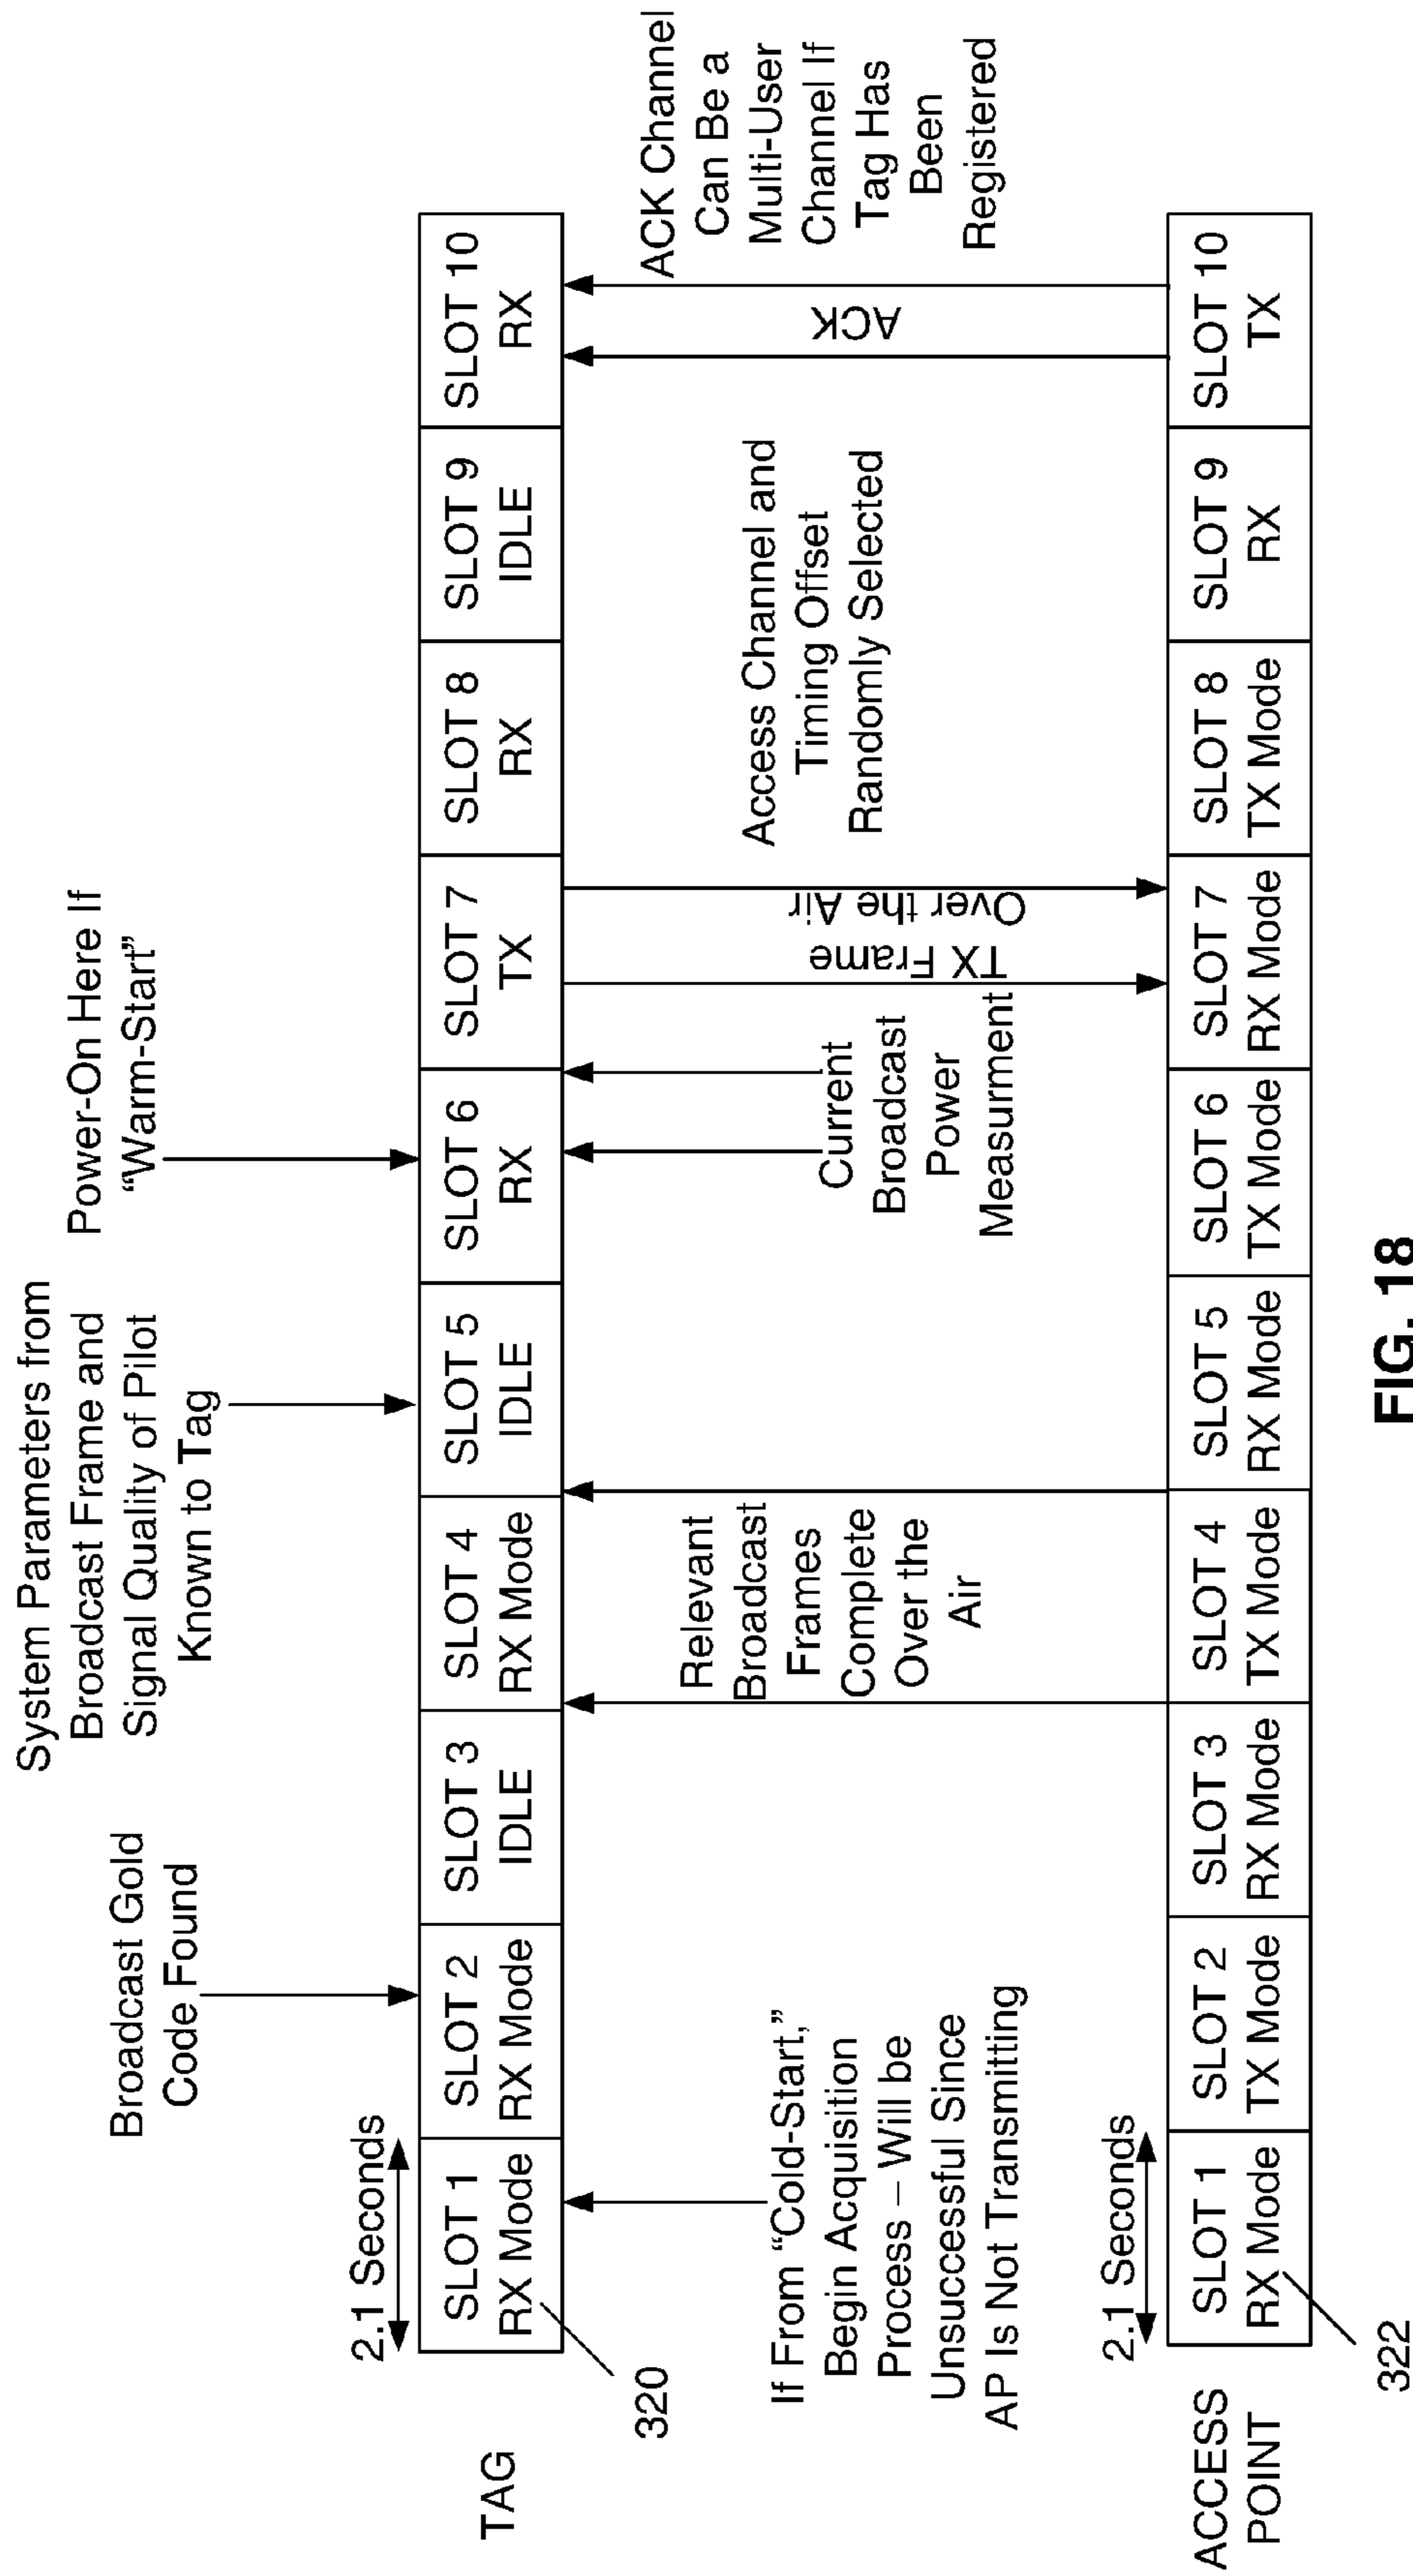 System Parameters from
Broadcast Frame and
Signal Quality of Pilot
Known to Tag
Broadcast Gold
Code Found
Power-On Here If
“Warm-Start”
2.1 Seconds
TAG
SLOT 1
RX Mode
SLOT 2
RX Mode
SLOT 3
IDLE
SLOT 4
RX Mode
SLOT 5
IDLE
SLOT 6
RX
SLOT 7
TX
SLOT 8
RX
SLOT 9
IDLE
SLOT 10
RX
320
If From “Cold-Start,”
Begin Acquisition
Process – Will be
Unsuccessful Since
AP Is Not Transmitting
Relevant
Broadcast
Frames
Complete
Over the
Air
Current
Broadcast
Power
Measurment
TX Frame
Over the Air
Access Channel and
Timing Offset
Randomly Selected
ACK
ACK Channel
Can Be a
Multi-User
Channel If
Tag Has
Been
Registered
2.1 Seconds
ACCESS
POINT
SLOT 1
RX Mode
SLOT 2
TX Mode
SLOT 3
RX Mode
SLOT 4
TX Mode
SLOT 5
RX Mode
SLOT 6
TX Mode
SLOT 7
RX Mode
SLOT 8
TX Mode
SLOT 9
RX
SLOT 10
TX
322
FIG. 18